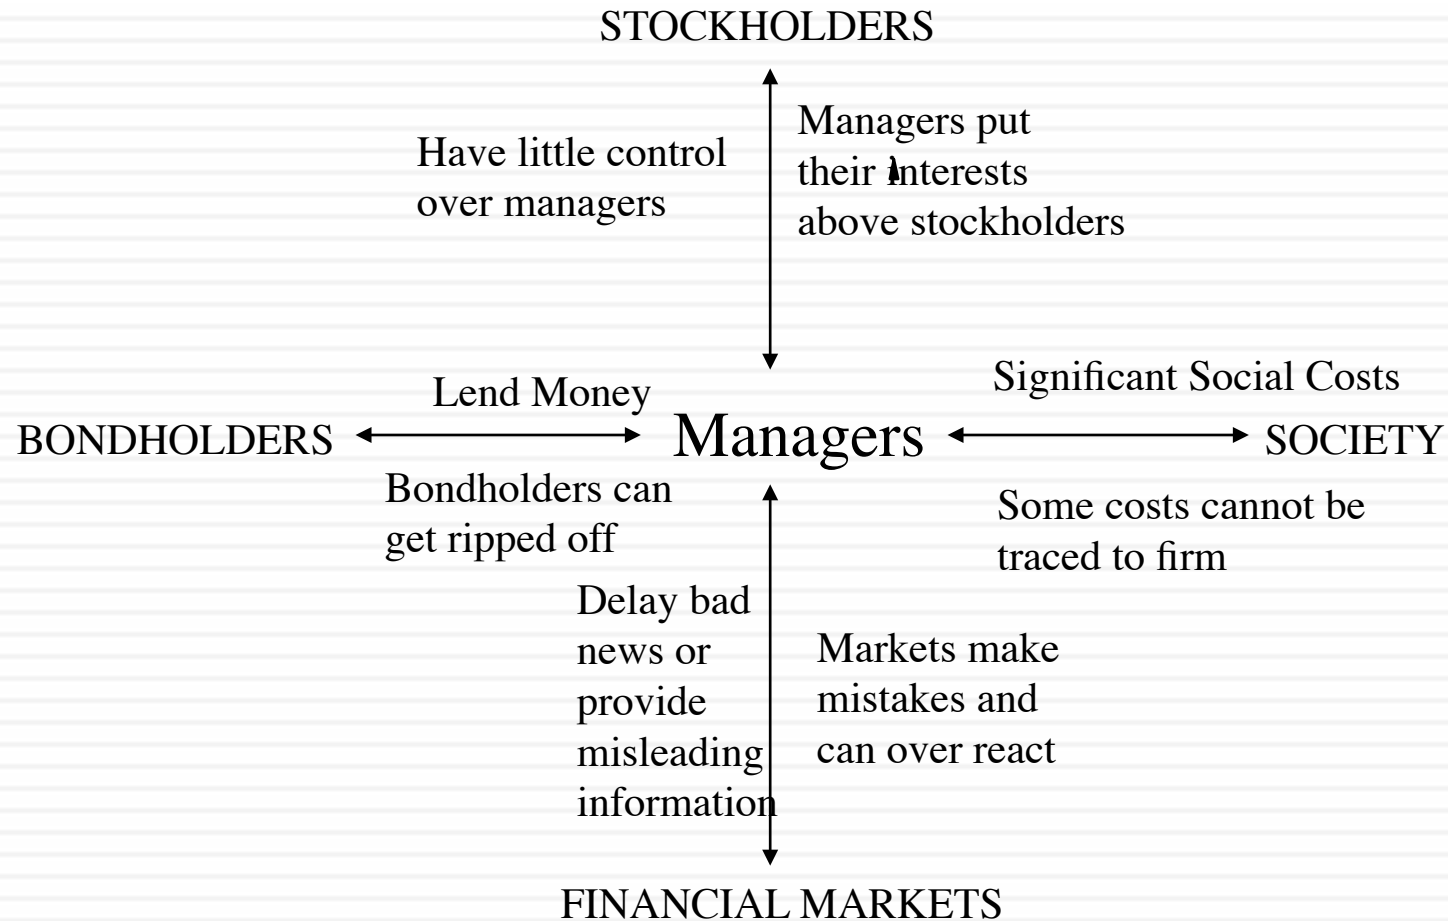 STOCKHOLDERS
Have little control
over managers
Managers put
their interests
above stockholders
Lend Money
Significant Social Costs
BONDHOLDERS
Managers
SOCIETY
Bondholders can
get ripped off
Some costs cannot be
traced to firm
Delay bad
news or
provide
misleading
information
Markets make
mistakes and
can over react
FINANCIAL MARKETS